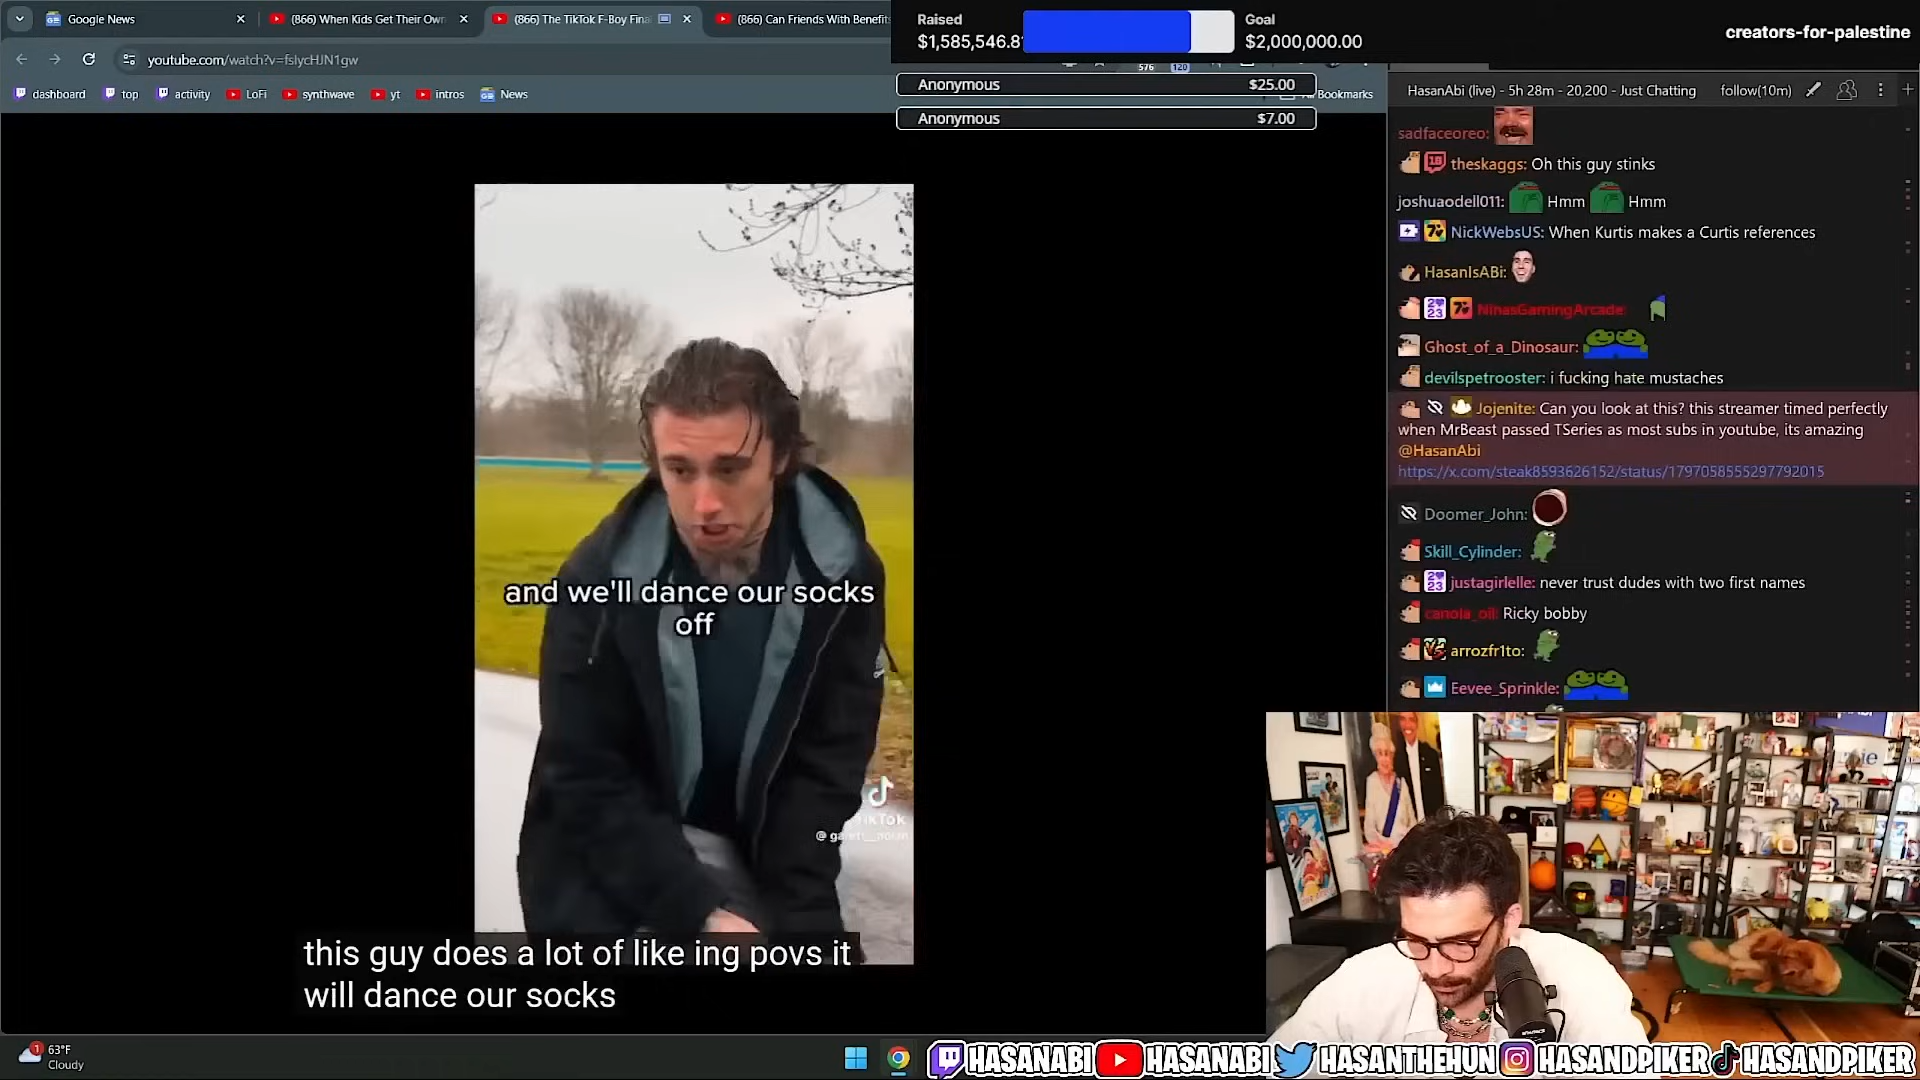 Google News
(866) When Kids Get Their Own
(866) The TikTok F-Boy Fina
(866) Can Friends With Benefit
youtube.com/watch?v=fslycHJN1gw
dashboard
top
activity
LoFi
synthwave
yt
intros
News
Bookmarks
576
120
Raised
$1,585,546.8
Goal
$2,000,000.00
creators-for-palestine
Anonymous $25.00
Anonymous $7.00
HasanAbi (live) - 5h 28m - 20,200 - Just Chatting
follow(10m)
sadfaceoreo:
theskaggs: Oh this guy stinks
joshuaodell011: Hmm Hmm
NickWebsUS: When Kurtis makes a Curtis references
HasanIsABi:
NinasGamingArcade:
Ghost_of_a_Dinosaur:
devilspetrooster: i fucking hate mustaches
Jojenite: Can you look at this? this streamer timed perfectly
when MrBeast passed TSeries as most subs in youtube, its amazing
@HasanAbi
https://x.com/steak8593626152/status/1797058555297792015
Doomer_John:
Skill_Cylinder:
justagirlelle: never trust dudes with two first names
canola_oil: Ricky bobby
arrozfr1to:
Eevee_Sprinkle:
and we'll dance our socks
off
TikTok
this guy does a lot of like ing povs it
will dance our socks
1
63°F
Cloudy
HASANABI
HASANABI
HASANTHEHUN
HASANDPIKER
HASANDPIKER